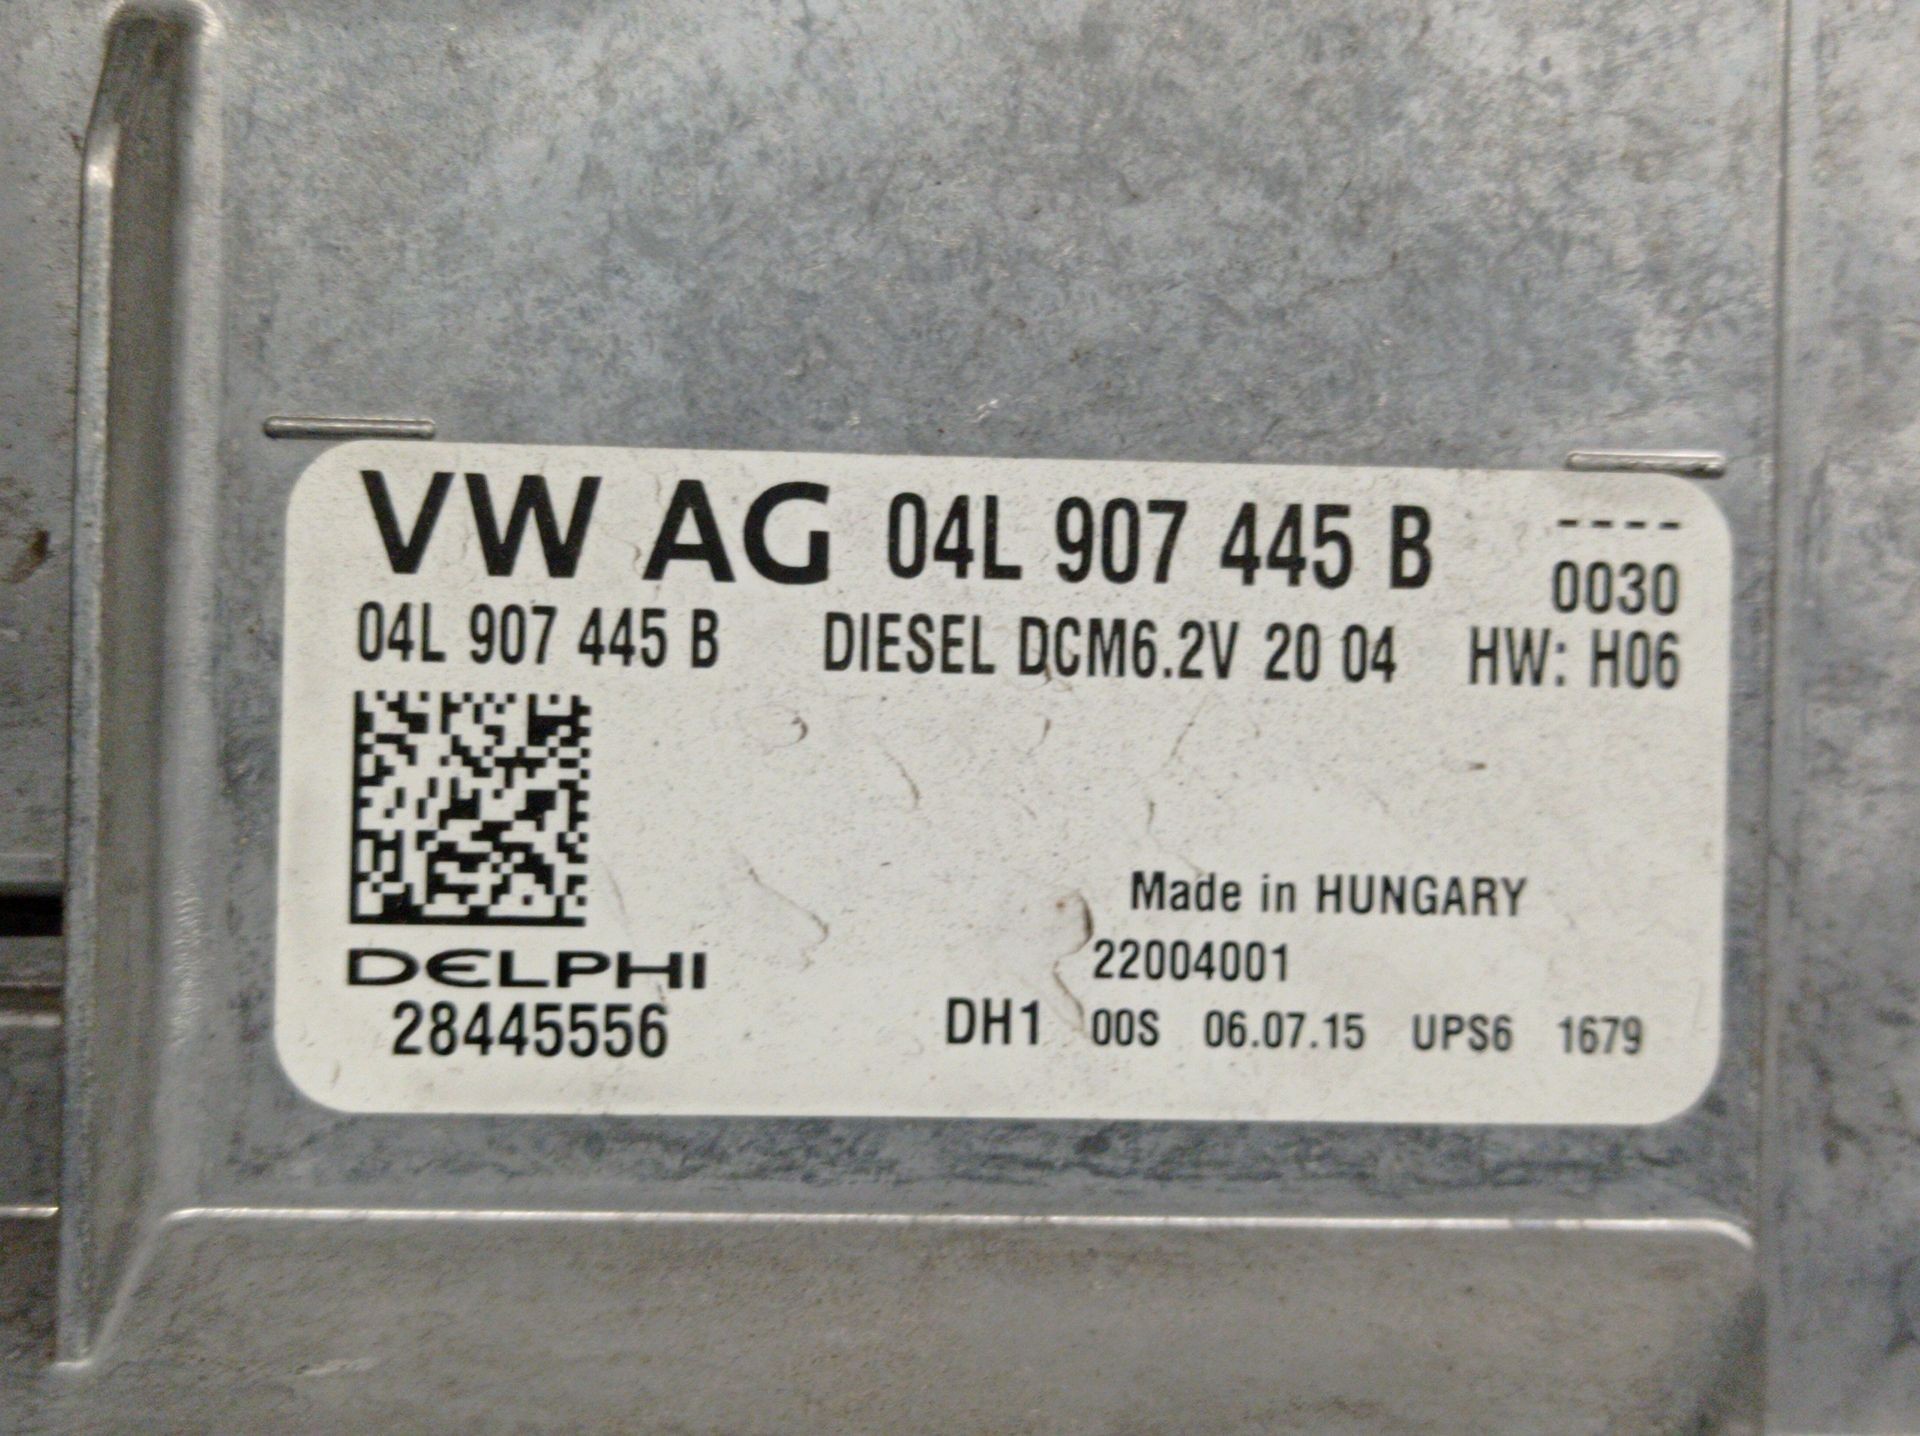 VW AG 04L 907 445 B ----
0030
04L 907 445 B DIESEL DCM6.2V 20 04 HW: H06
Made in HUNGARY
DELPHI 22004001
28445556 DH1 00S 06.07.15 UPS6 1679